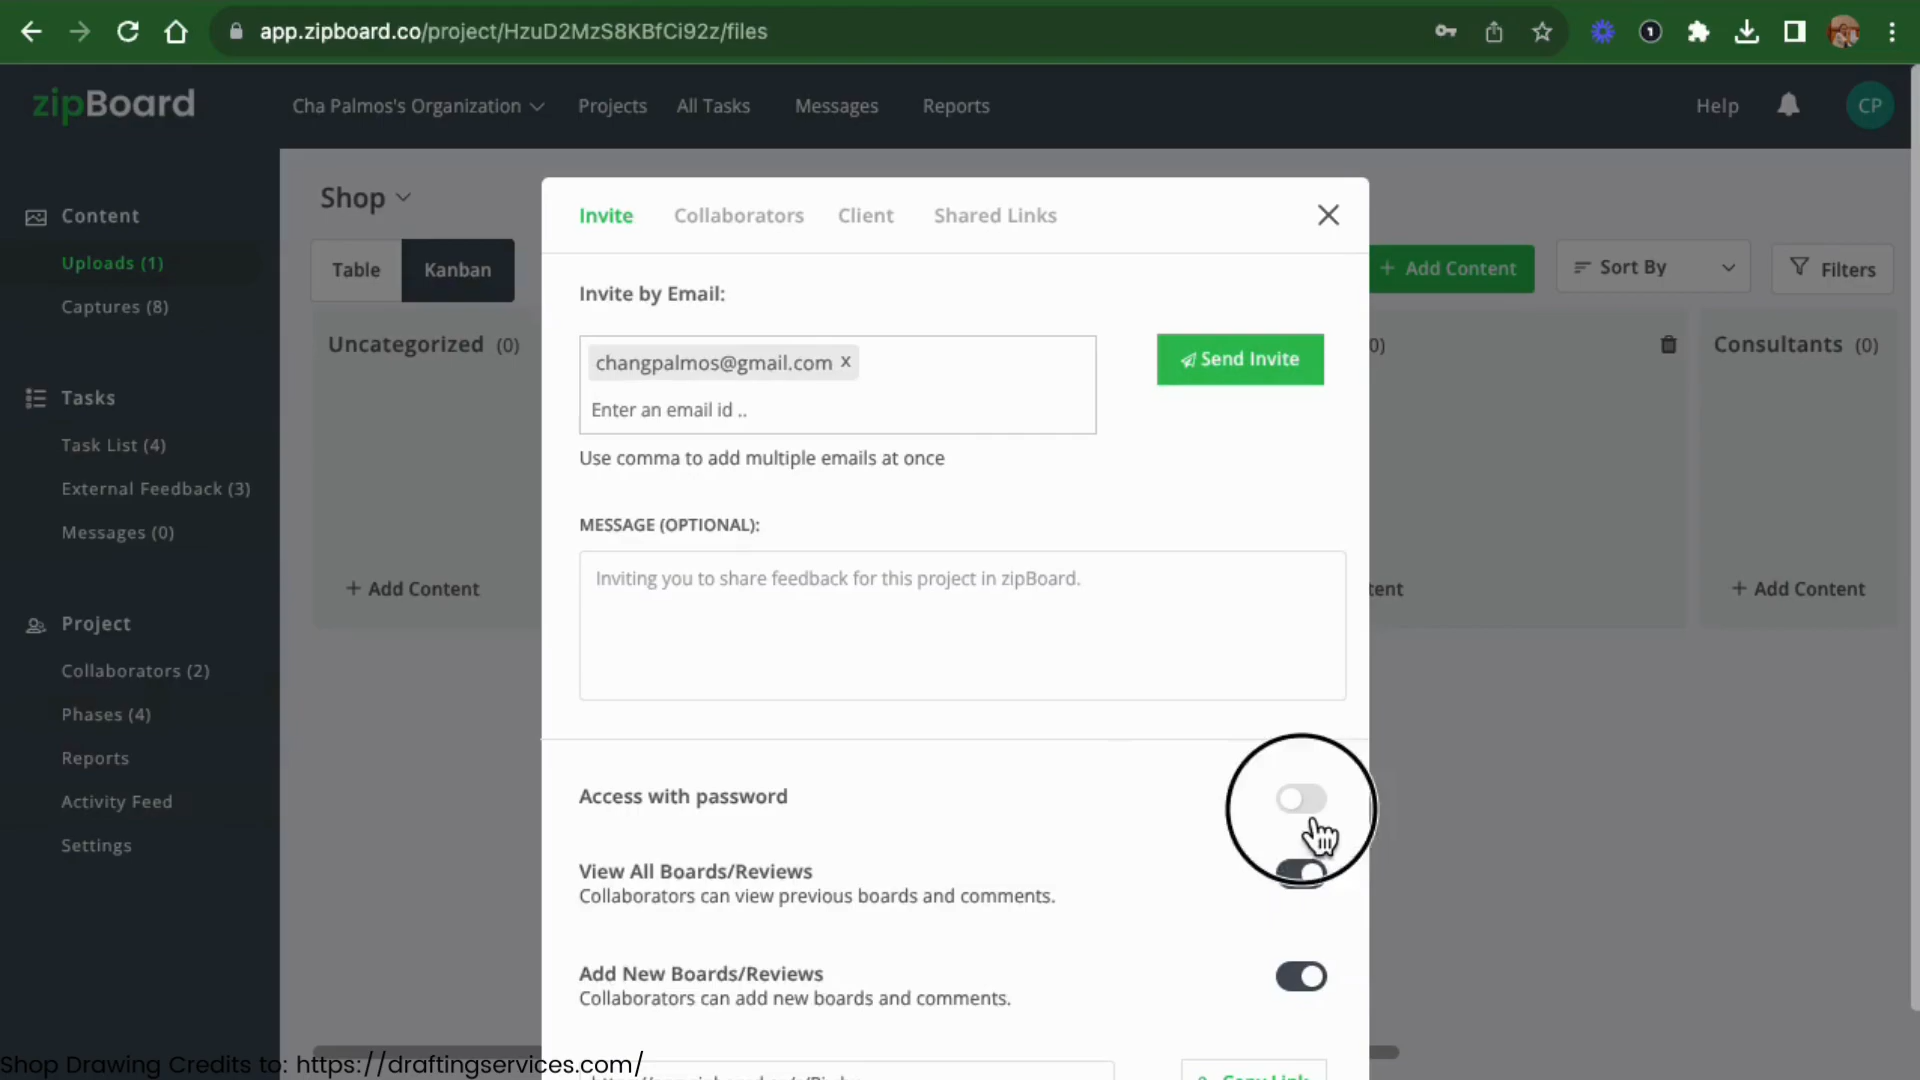 app.zipboard.co/project/HzuD2MzS8KBfCi92z/files
zipBoard
Cha Palmos's Organization
Projects
All Tasks
Messages
Reports
Help
CP
Content
Uploads (1)
Captures (8)
Tasks
Task List (4)
External Feedback (3)
Messages (0)
Project
Collaborators (2)
Phases (4)
Reports
Activity Feed
Settings
Shop
Table
Kanban
+ Add Content
Sort By
Filters
Uncategorized (0)
0)
Consultants (0)
+ Add Content
tent
+ Add Content
Invite
Collaborators
Client
Shared Links
Invite by Email:
changpalmos@gmail.com x
Enter an email id ..
Send Invite
Use comma to add multiple emails at once
MESSAGE (OPTIONAL):
Inviting you to share feedback for this project in zipBoard.
Access with password
View All Boards/Reviews
Collaborators can view previous boards and comments.
Add New Boards/Reviews
Collaborators can add new boards and comments.
Copy Link
Shop Drawing Credits to: https://draftingservices.com/